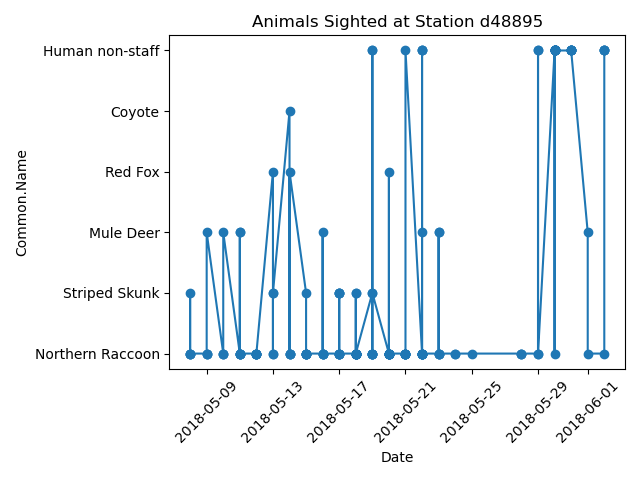 Animals Sighted at Station d48895
Human non-staff
Coyote
Red Fox
Mule Deer
Striped Skunk
Northern Raccoon
Common.Name
2018-05-09
2018-05-13
2018-05-17
2018-05-21
2018-05-25
2018-05-29
2018-06-01
Date